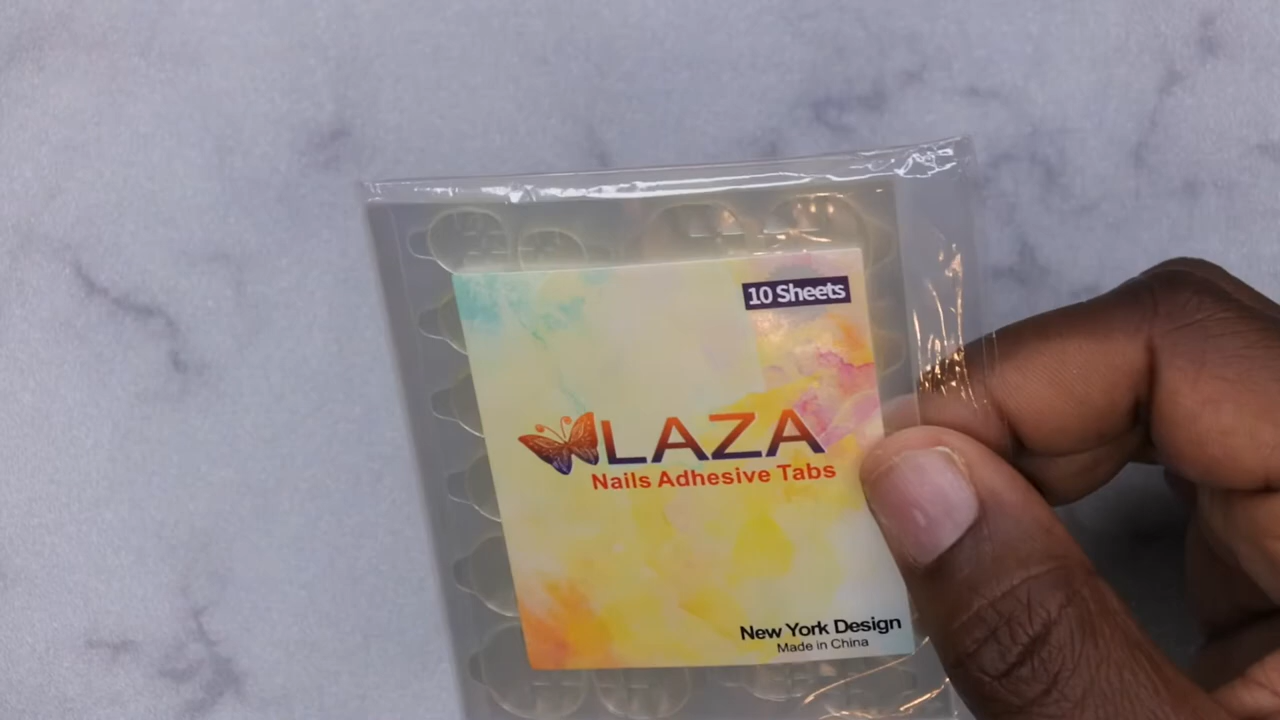 10 Sheets
LAZA
Nails Adhesive Tabs
New York Design
Made in China